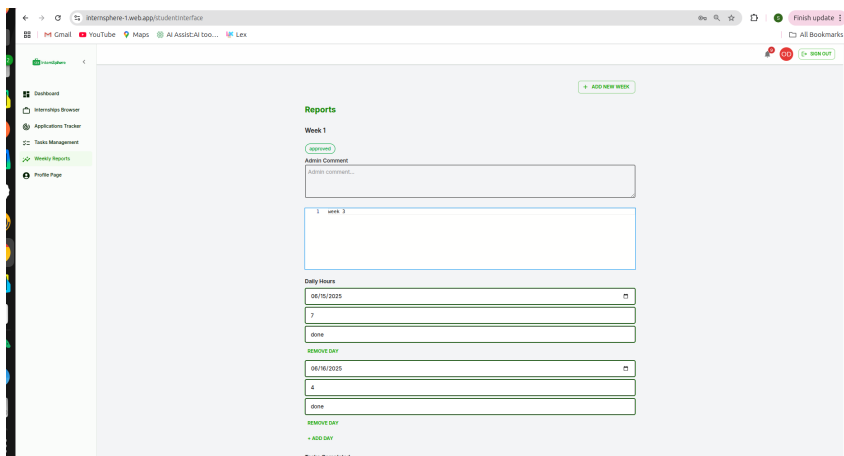 internsphere-1.web.app/studentInterface
Finish update
Gmail
YouTube
Maps
AI Assist:AI too...
Lex
All Bookmarks
InternSphere
OD
SIGN OUT
Dashboard
Internships Browser
Applications Tracker
Tasks Management
Weekly Reports
Profile Page
+ ADD NEW WEEK
Reports
Week 1
approved
Admin Comment
Admin comment...
1 week 3
Daily Hours
06/15/2025
7
done
REMOVE DAY
06/16/2025
4
done
REMOVE DAY
+ ADD DAY